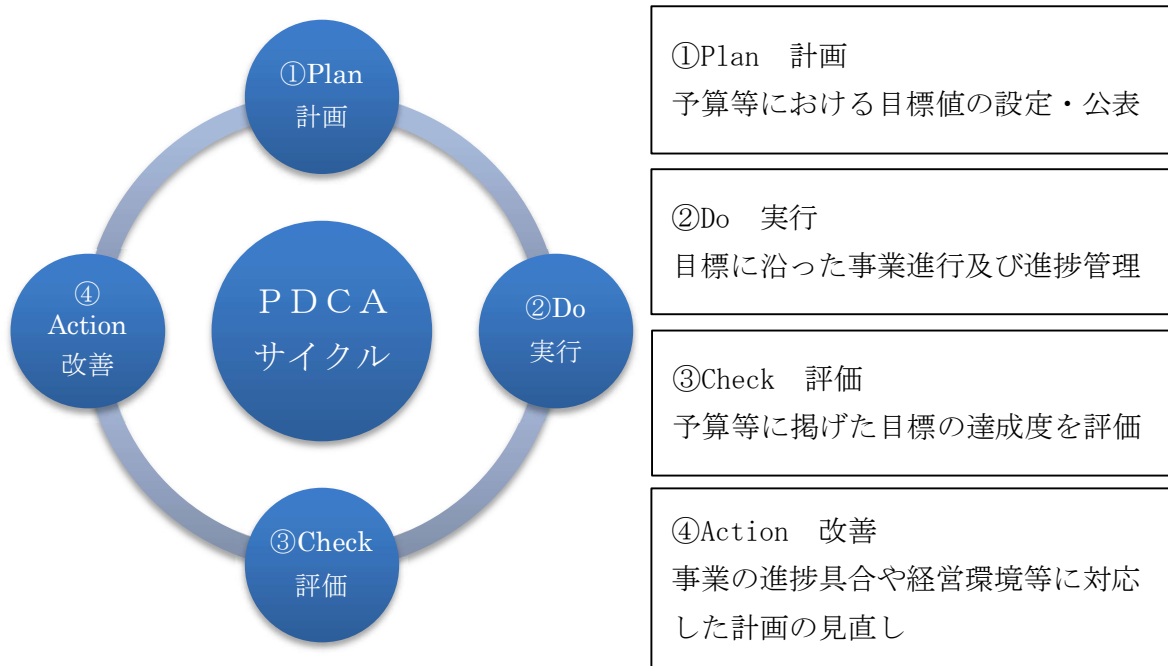 ①Plan
計画
④
Action
改善
ＰＤＣＡ
サイクル
②Do
実行
③Check
評価
①Plan　計画
予算等における目標値の設定・公表
②Do　実行
目標に沿った事業進行及び進捗管理
③Check　評価
予算等に掲げた目標の達成度を評価
④Action　改善
事業の進捗具合や経営環境等に対応
した計画の見直し